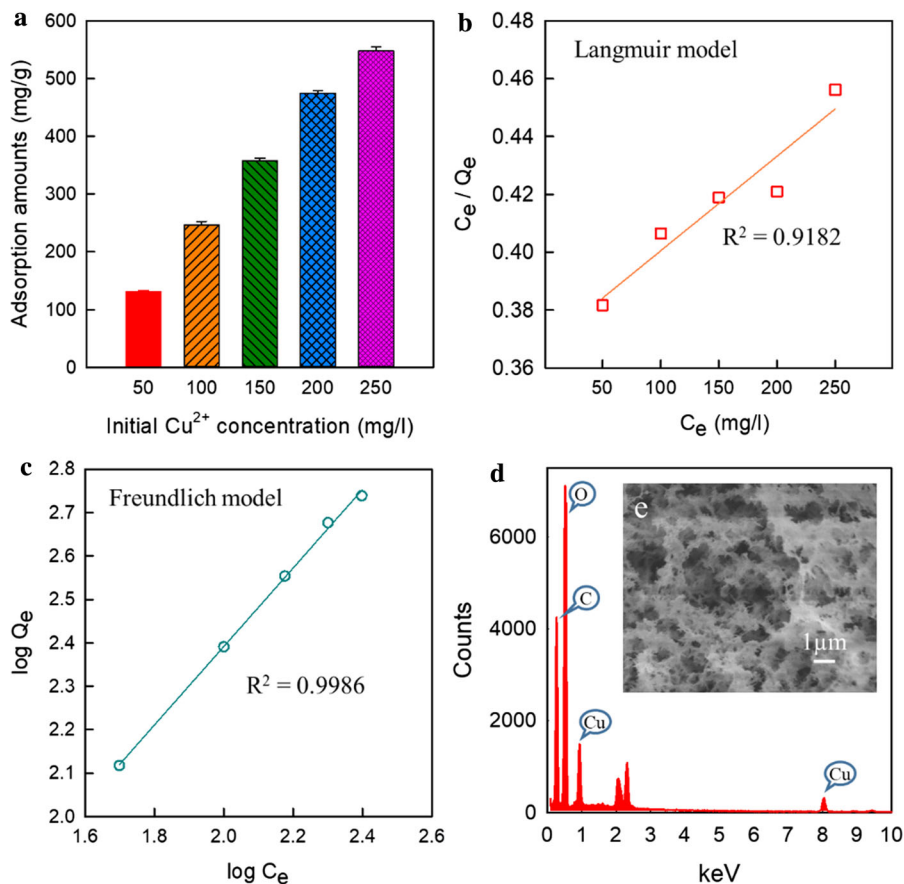 a
600
500
400
300
200
100
0
Adsorption amounts (mg/g)
50 100 150 200 250
Initial Cu²⁺ concentration (mg/l)
b
0.48
0.46
0.44
0.42
0.40
0.38
0.36
Cₑ / Qₑ
Langmuir model
R² = 0.9182
50 100 150 200 250
Cₑ (mg/l)
c
2.8
2.7
2.6
2.5
2.3
2.2
2.1
2.0
log Qₑ
Freundlich model
R² = 0.9986
1.6 1.8 2.0 2.2 2.4 2.6
log Cₑ
d
6000
4000
2000
0
Counts
O
C
Cu
Cu
e
1µm
0 1 2 3 4 5 6 7 8 9 10
keV